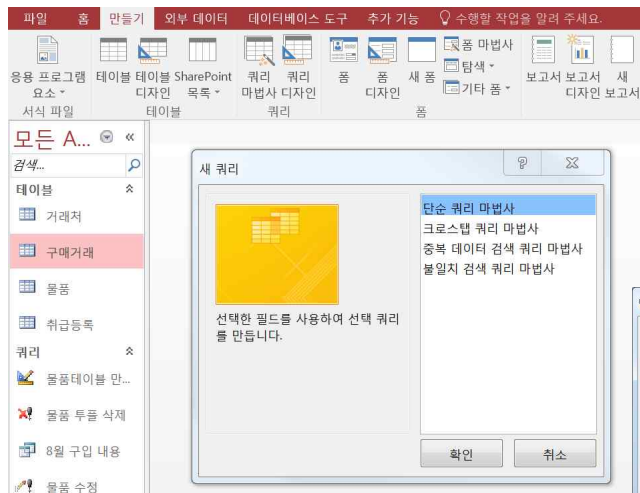 파일 홈 만들기 외부 데이터 데이터베이스 도구 추가 기능 수행할 작업을 알려 주세요.
응용 프로그램 요소
테이블 테이블 디자인 SharePoint 목록
쿼리 마법사 쿼리 디자인
폼 폼 디자인 새 폼
폼 마법사
탐색
기타 폼
보고서 보고서 디자인 새 보고서
서식 파일 테이블 쿼리 폼
모든 A...
검색...
테이블
거래처
구매거래
물품
취급등록
쿼리
물품테이블 만...
물품 투플 삭제
8월 구입 내용
물품 수정
새 쿼리
선택한 필드를 사용하여 선택 쿼리
를 만듭니다.
단순 쿼리 마법사
크로스탭 쿼리 마법사
중복 데이터 검색 쿼리 마법사
불일치 검색 쿼리 마법사
확인 취소